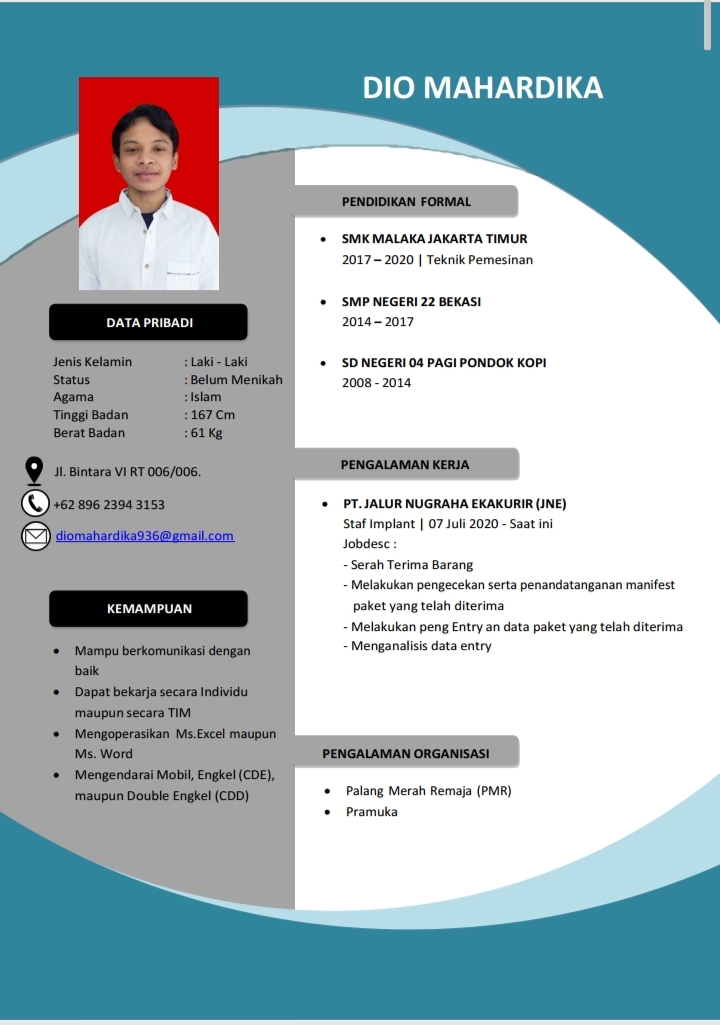 DIO MAHARDIKA
DATA PRIBADI
Jenis Kelamin : Laki - Laki
Status : Belum Menikah
Agama : Islam
Tinggi Badan : 167 Cm
Berat Badan : 61 Kg
Jl. Bintara VI RT 006/006.
+62 896 2394 3153
diomahardika936@gmail.com
KEMAMPUAN
• Mampu berkomunikasi dengan
baik
• Dapat bekarja secara Individu
maupun secara TIM
• Mengoperasikan Ms.Excel maupun
Ms. Word
• Mengendarai Mobil, Engkel (CDE),
maupun Double Engkel (CDD)
PENDIDIKAN FORMAL
• SMK MALAKA JAKARTA TIMUR
2017 – 2020 | Teknik Pemesinan
• SMP NEGERI 22 BEKASI
2014 – 2017
• SD NEGERI 04 PAGI PONDOK KOPI
2008 - 2014
PENGALAMAN KERJA
• PT. JALUR NUGRAHA EKAKURIR (JNE)
Staf Implant | 07 Juli 2020 - Saat ini
Jobdesc :
- Serah Terima Barang
- Melakukan pengecekan serta penandatanganan manifest
paket yang telah diterima
- Melakukan peng Entry an data paket yang telah diterima
- Menganalisis data entry
PENGALAMAN ORGANISASI
• Palang Merah Remaja (PMR)
• Pramuka